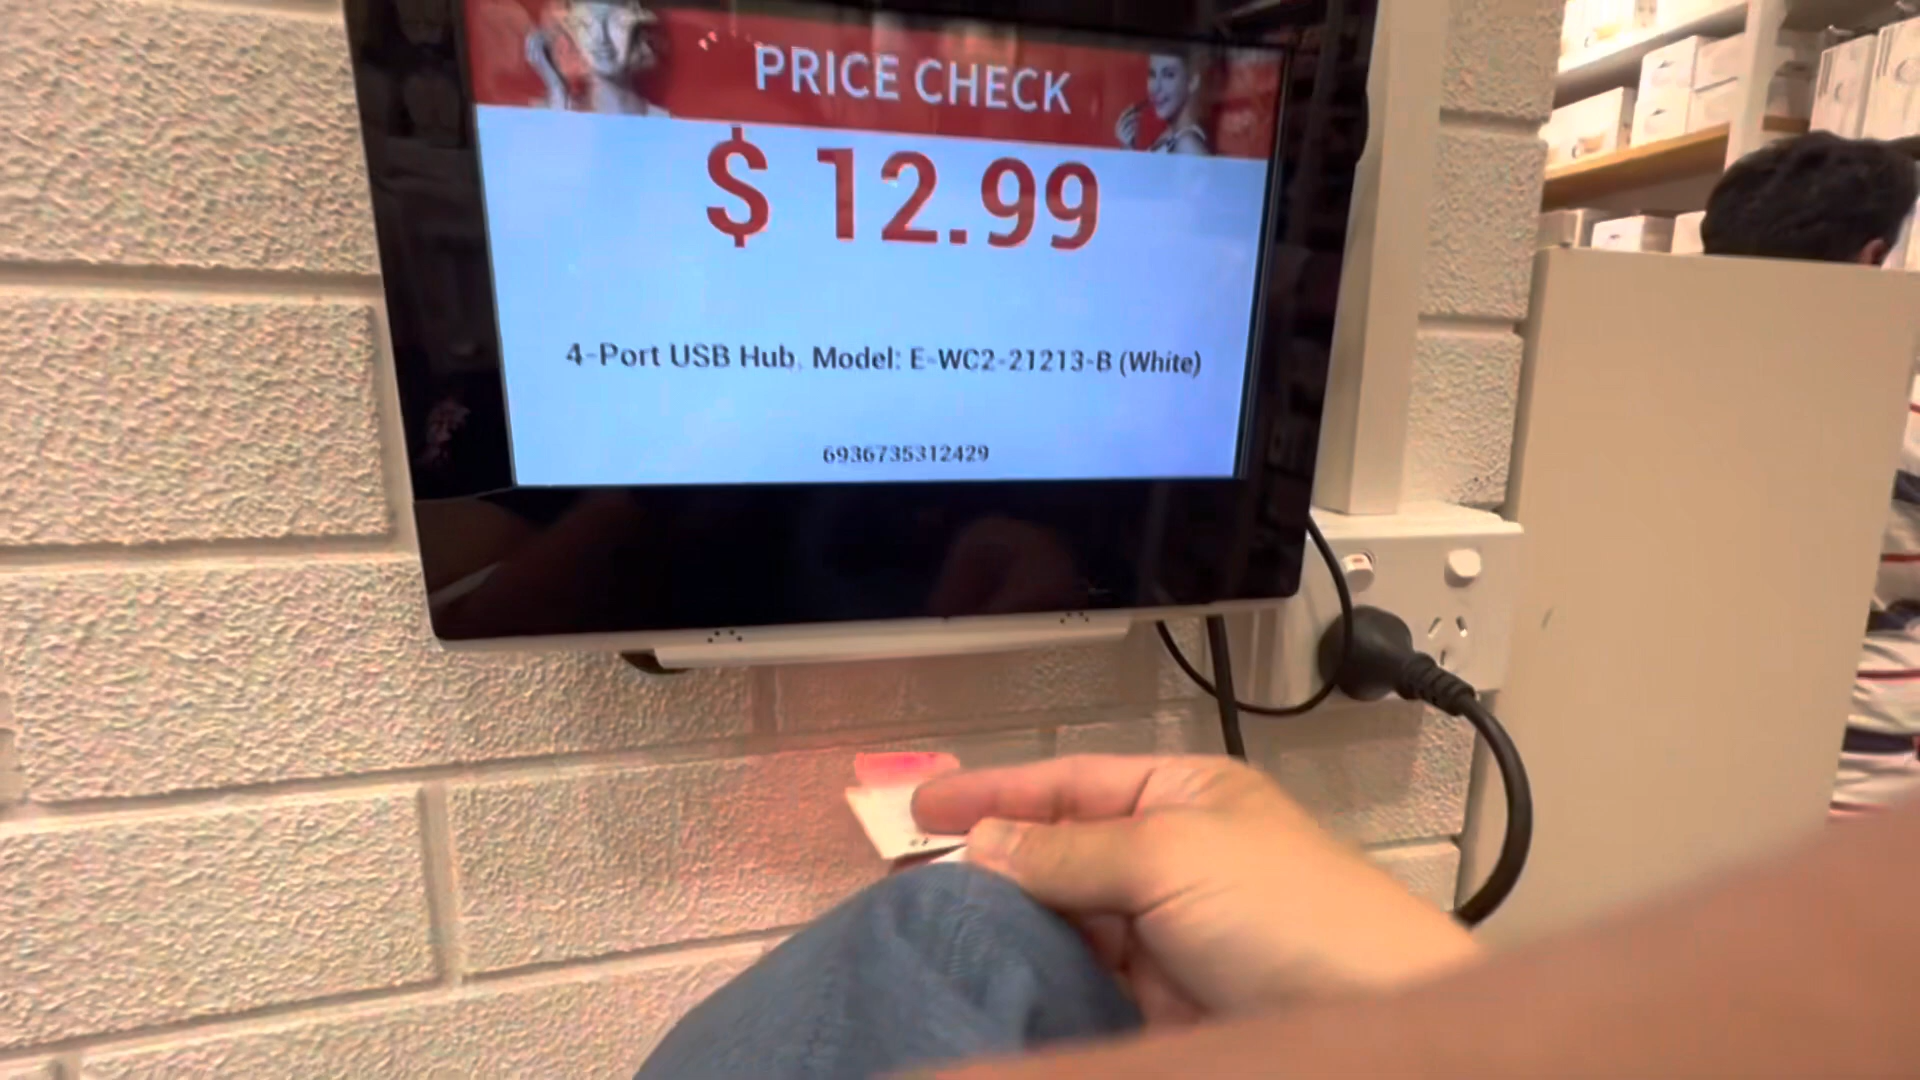 PRICE CHECK
$ 12.99
4-Port USB Hub, Model: E-WC2-21213-B (White)
6936735312429